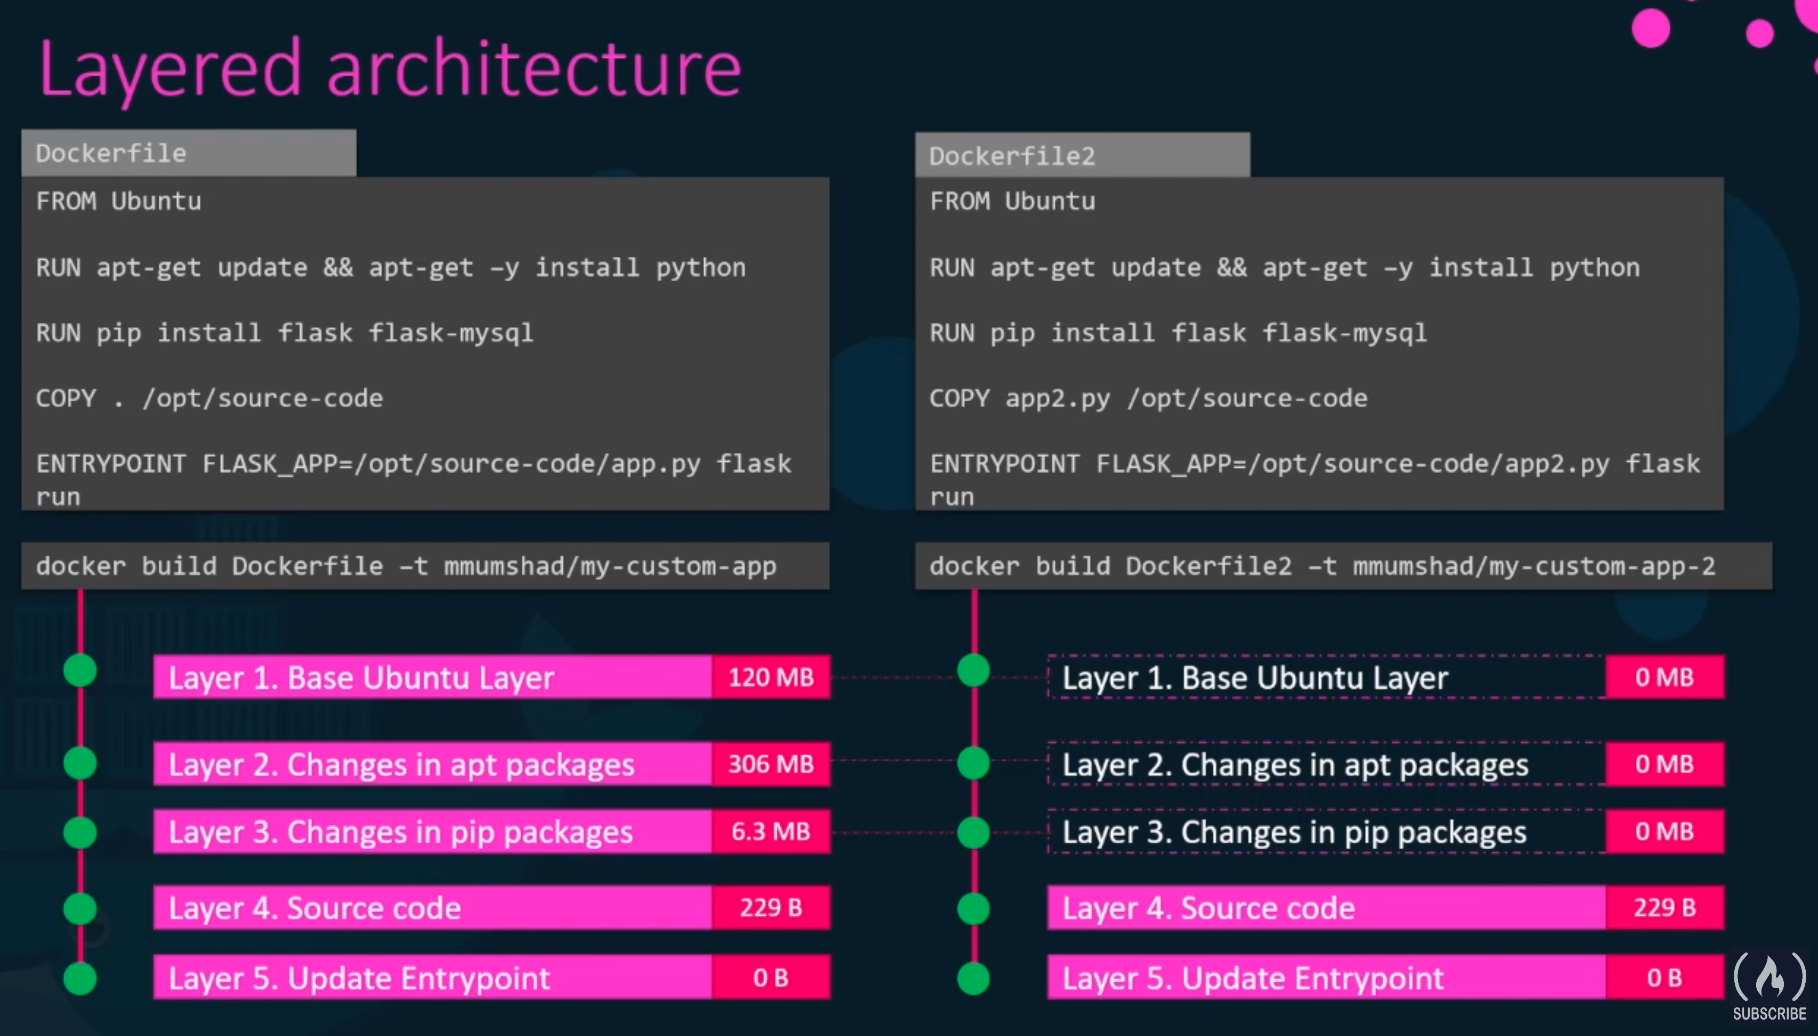 Layered architecture
Dockerfile
FROM Ubuntu
RUN apt-get update && apt-get –y install python
RUN pip install flask flask-mysql
COPY . /opt/source-code
ENTRYPOINT FLASK_APP=/opt/source-code/app.py flask
run
docker build Dockerfile –t mmumshad/my-custom-app
Layer 1. Base Ubuntu Layer 120 MB
Layer 2. Changes in apt packages 306 MB
Layer 3. Changes in pip packages 6.3 MB
Layer 4. Source code 229 B
Layer 5. Update Entrypoint 0 B
Dockerfile2
FROM Ubuntu
RUN apt-get update && apt-get –y install python
RUN pip install flask flask-mysql
COPY app2.py /opt/source-code
ENTRYPOINT FLASK_APP=/opt/source-code/app2.py flask
run
docker build Dockerfile2 –t mmumshad/my-custom-app-2
Layer 1. Base Ubuntu Layer 0 MB
Layer 2. Changes in apt packages 0 MB
Layer 3. Changes in pip packages 0 MB
Layer 4. Source code 229 B
Layer 5. Update Entrypoint 0 B
SUBSCRIBE